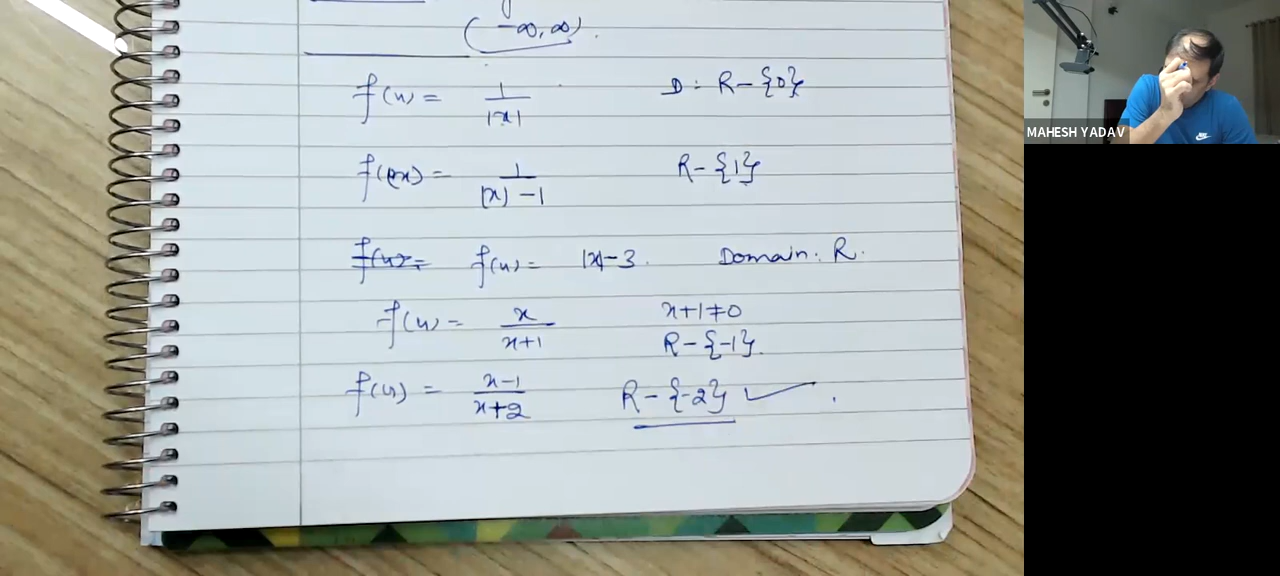 (-∞,∞).
f(x) = 1/|x| D: R-{0}
f(x) = 1/|x|-1 R-{1}
f(x)= f(x) = |x|-3. Domain: R.
f(x) = x/x+1 x+1≠0
R-{-1}.
f(x) = x-1/x+2 R-{-2} ✓
MAHESH YADAV